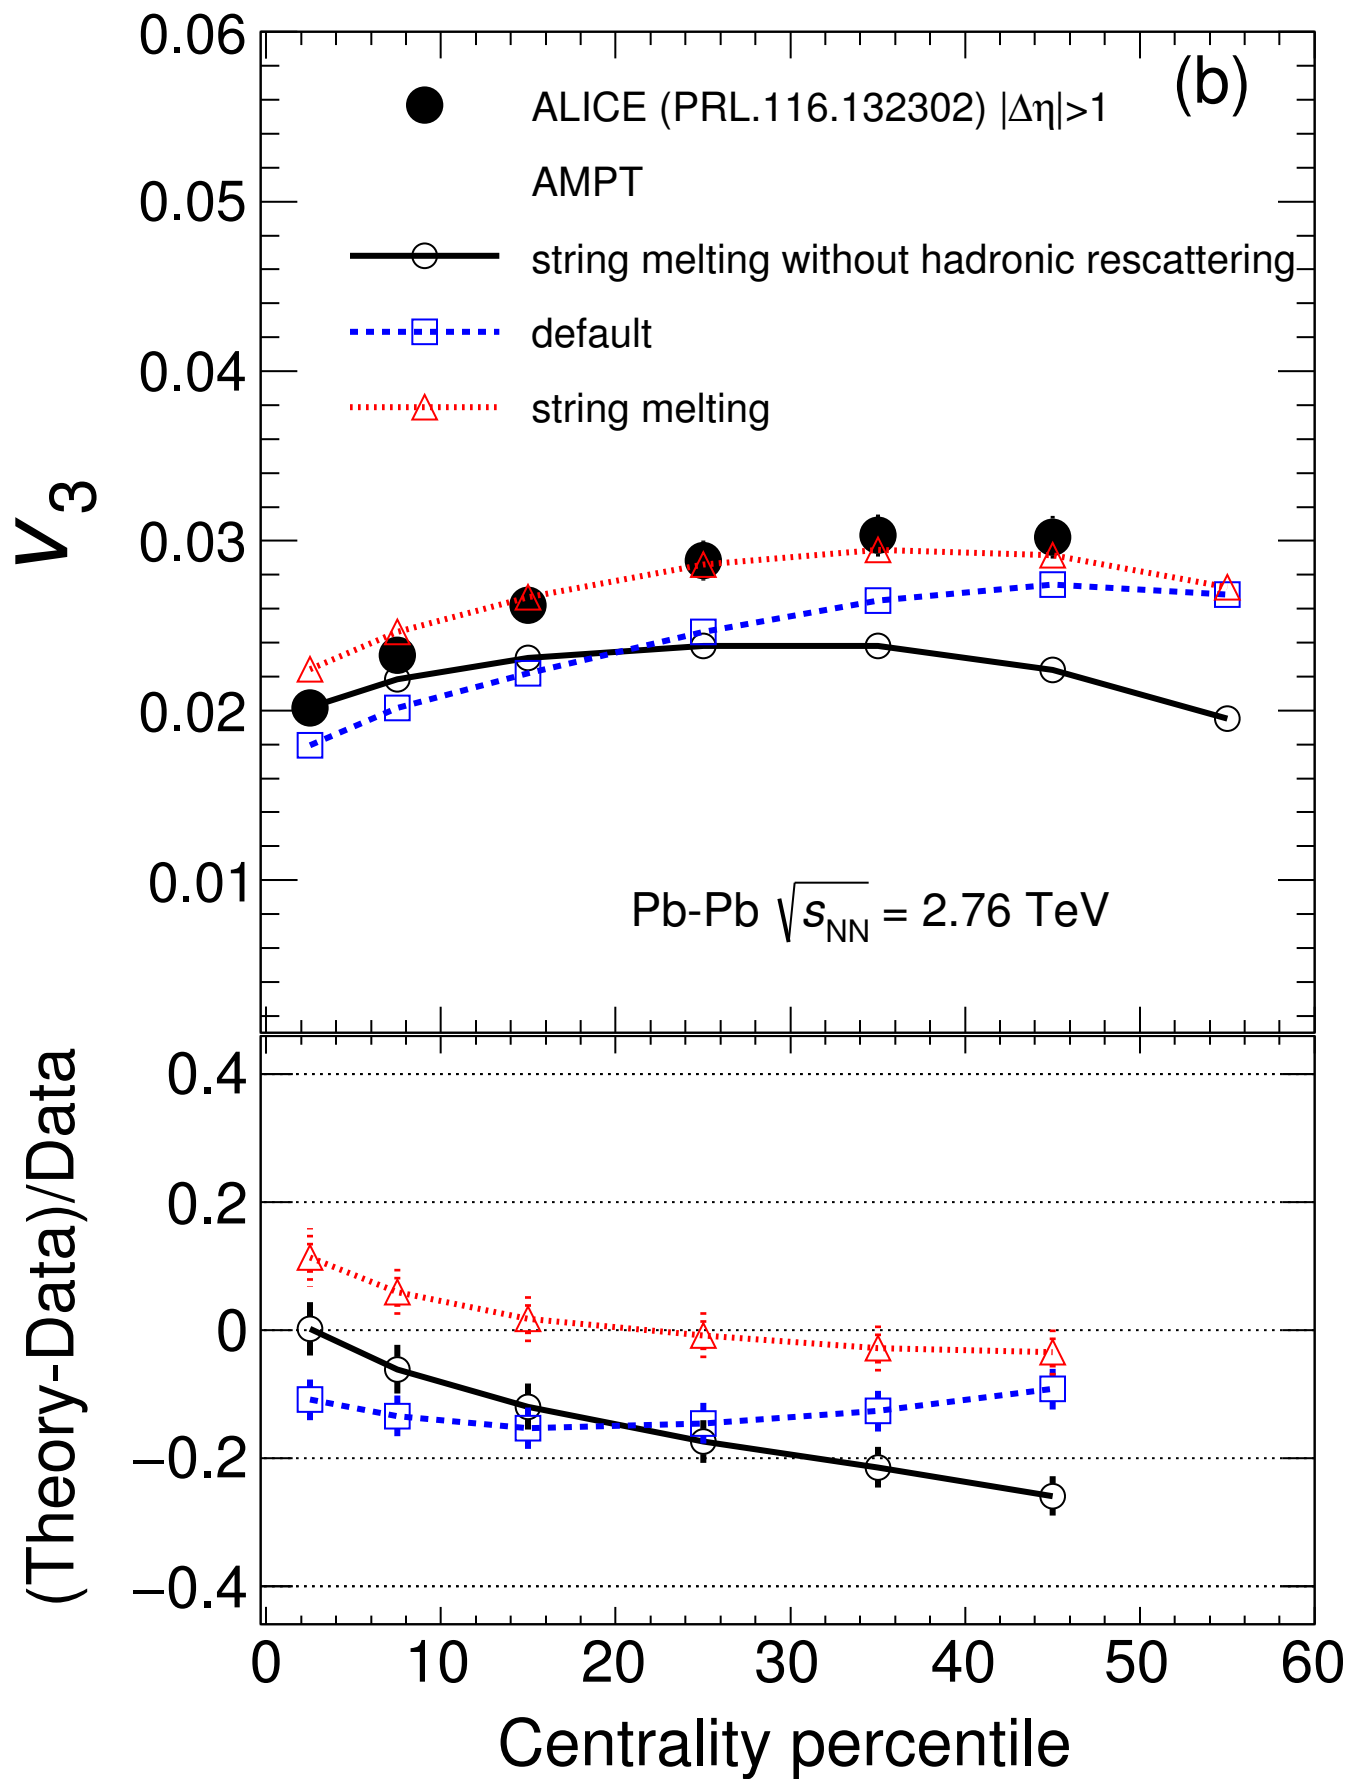 0.06
0.05
0.04
0.03
0.02
0.01
v3
(b)
ALICE (PRL.116.132302) |Δη|>1
AMPT
string melting without hadronic rescattering
default
string melting
Pb-Pb √sNN = 2.76 TeV
(Theory-Data)/Data
0.4
0.2
0
−0.2
−0.4
0 10 20 30 40 50 60
Centrality percentile